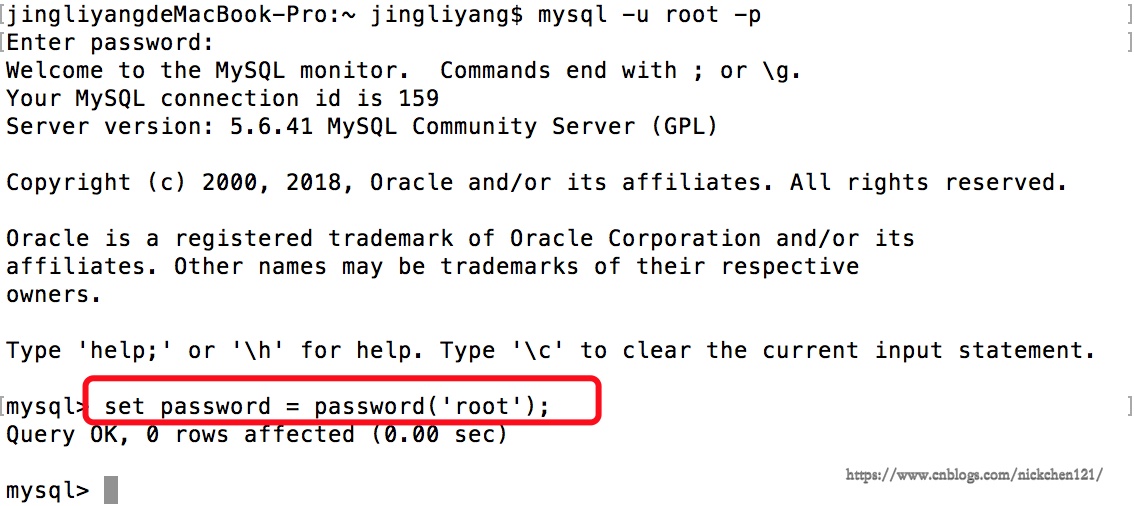 [jingliyangdeMacBook-Pro:~ jingliyang$ mysql -u root -p ]
[Enter password: ]
Welcome to the MySQL monitor.  Commands end with ; or \g.
Your MySQL connection id is 159
Server version: 5.6.41 MySQL Community Server (GPL)
Copyright (c) 2000, 2018, Oracle and/or its affiliates. All rights reserved.
Oracle is a registered trademark of Oracle Corporation and/or its
affiliates. Other names may be trademarks of their respective
owners.
Type 'help;' or '\h' for help. Type '\c' to clear the current input statement.
[mysql> set password = password('root'); ]
Query OK, 0 rows affected (0.00 sec)
mysql>
https://www.cnblogs.com/nickchen121/